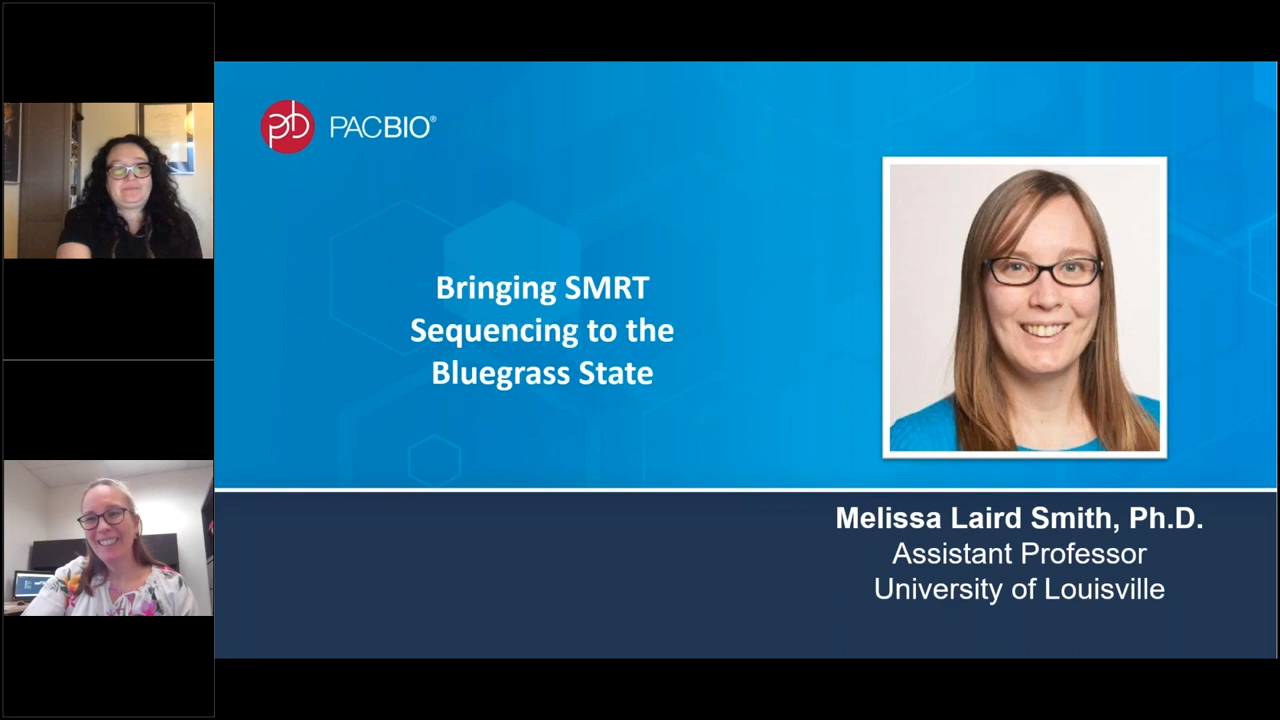 PACBIO®
Bringing SMRT
Sequencing to the
Bluegrass State
Melissa Laird Smith, Ph.D.
Assistant Professor
University of Louisville